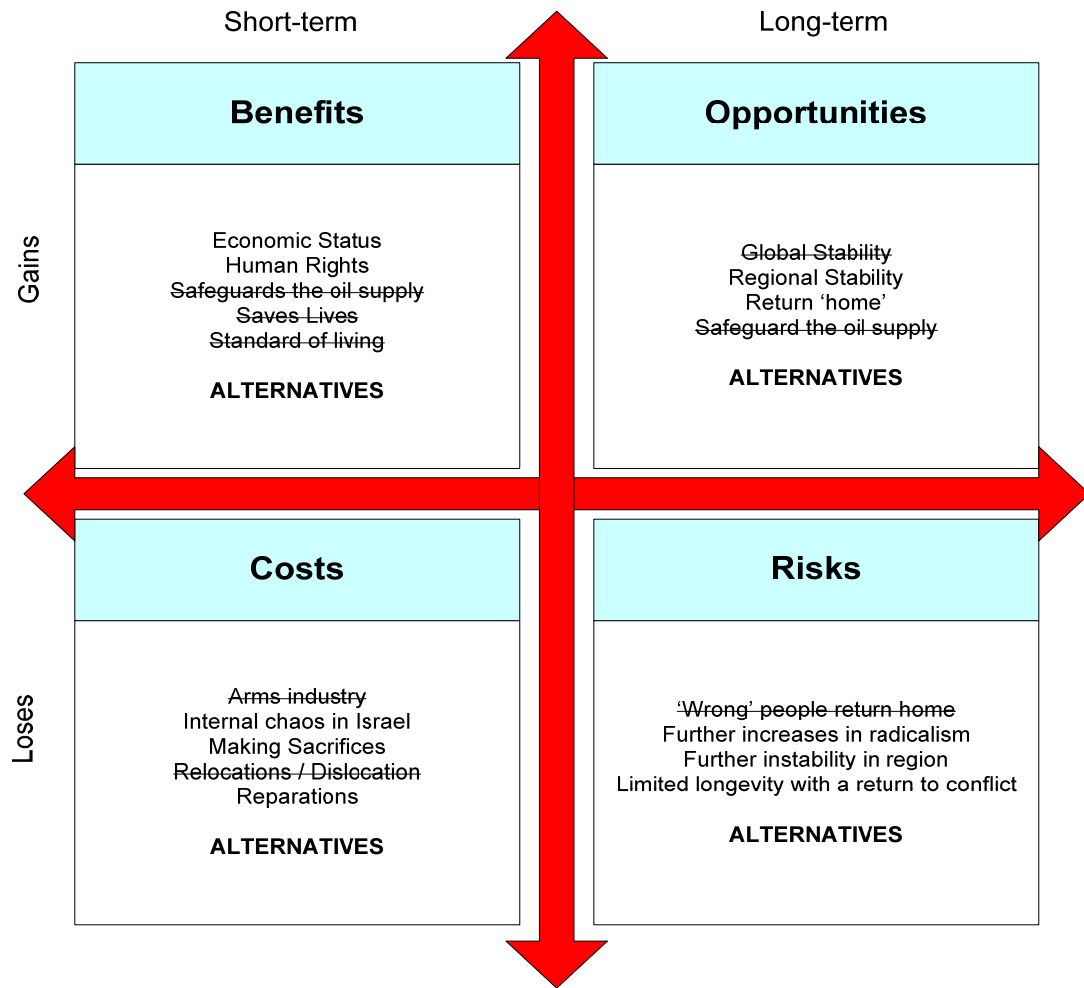 Short-term
Long-term
Benefits
Opportunities
Gains
Economic Status
Human Rights
Safeguards the oil supply
Saves Lives
Standard of living
ALTERNATIVES
Global Stability
Regional Stability
Return ‘home’
Safeguard the oil supply
ALTERNATIVES
Costs
Risks
Loses
Arms industry
Internal chaos in Israel
Making Sacrifices
Relocations / Dislocation
Reparations
ALTERNATIVES
‘Wrong’ people return home
Further increases in radicalism
Further instability in region
Limited longevity with a return to conflict
ALTERNATIVES